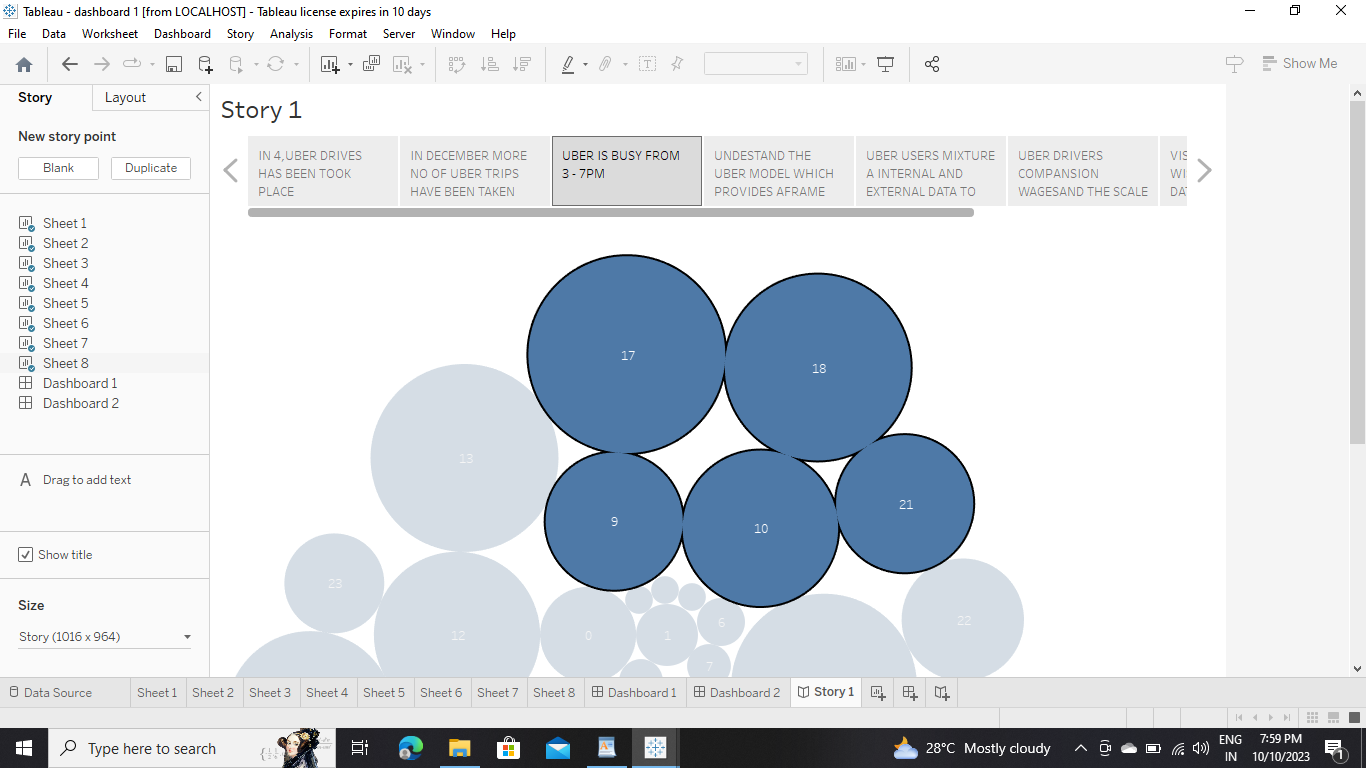 Tableau - dashboard 1 [from LOCALHOST] - Tableau license expires in 10 days
File Data Worksheet Dashboard Story Analysis Format Server Window Help
Show Me
Story Layout
New story point
Blank Duplicate
Sheet 1
Sheet 2
Sheet 3
Sheet 4
Sheet 5
Sheet 6
Sheet 7
Sheet 8
Dashboard 1
Dashboard 2
A Drag to add text
Show title
Size
Story (1016 x 964)
Story 1
IN 4,UBER DRIVES
HAS BEEN TOOK
PLACE
IN DECEMBER MORE
NO OF UBER TRIPS
HAVE BEEN TAKEN
UBER IS BUSY FROM
3 - 7PM
UNDESTAND THE
UBER MODEL WHICH
PROVIDES AFRAME
UBER USERS MIXTURE
A INTERNAL AND
EXTERNAL DATA TO
UBER DRIVERS
COMPANSION
WAGESAND THE SCALE
VIS
WI
DA
17
18
13
9
10
21
23
12
0
1
6
7
22
Data Source Sheet 1 Sheet 2 Sheet 3 Sheet 4 Sheet 5 Sheet 6 Sheet 7 Sheet 8 Dashboard 1 Dashboard 2 Story 1
Type here to search
28°C Mostly cloudy
ENG
IN
7:59 PM
10/10/2023
1